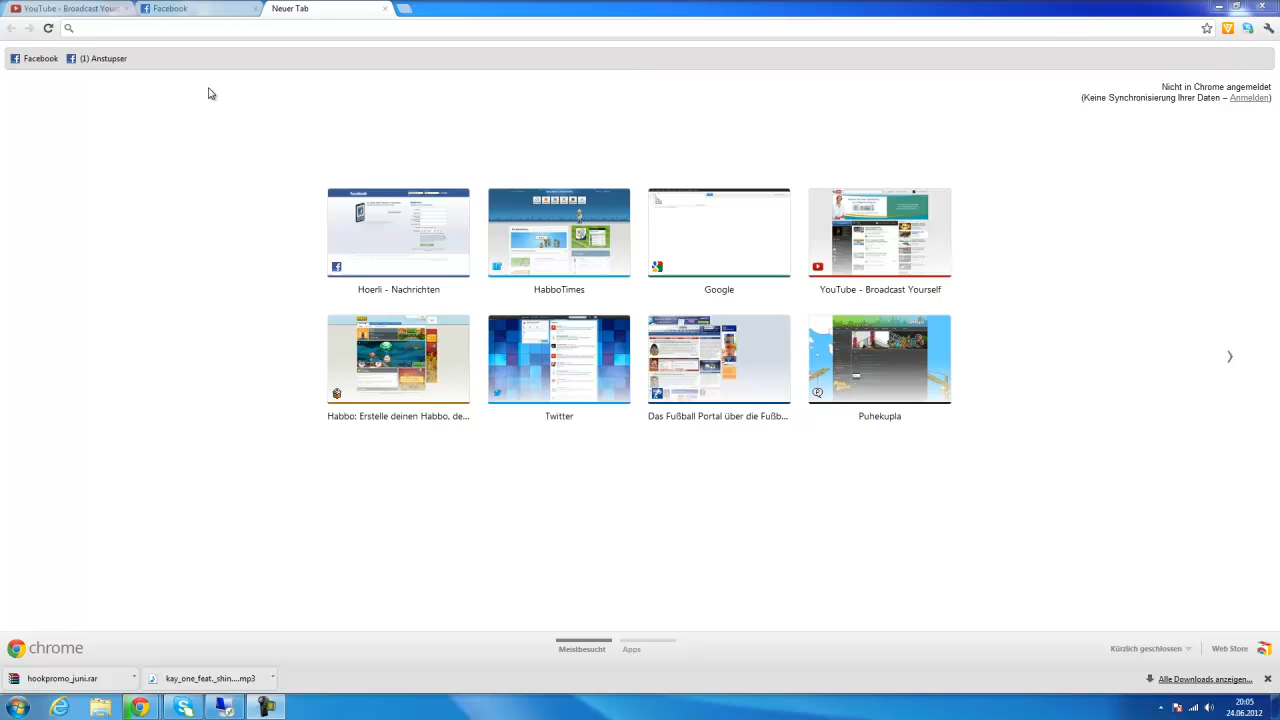 YouTube - Broadcast Your
Facebook
Neuer Tab
Facebook
(1) Anstupser
Nicht in Chrome angemeldet
(Keine Synchronisierung Ihrer Daten – Anmelden)
Hoerli - Nachrichten
HabboTimes
Google
YouTube - Broadcast Yourself
Habbo: Erstelle deinen Habbo, de...
Twitter
Das Fußball Portal über die Fußb...
Puhekupla
chrome
Meistbesucht
Apps
Kürzlich geschlossen
Web Store
hookpromo_juni.rar
kay_one_feat._shin....mp3
Alle Downloads anzeigen...
20:05
24.06.2012